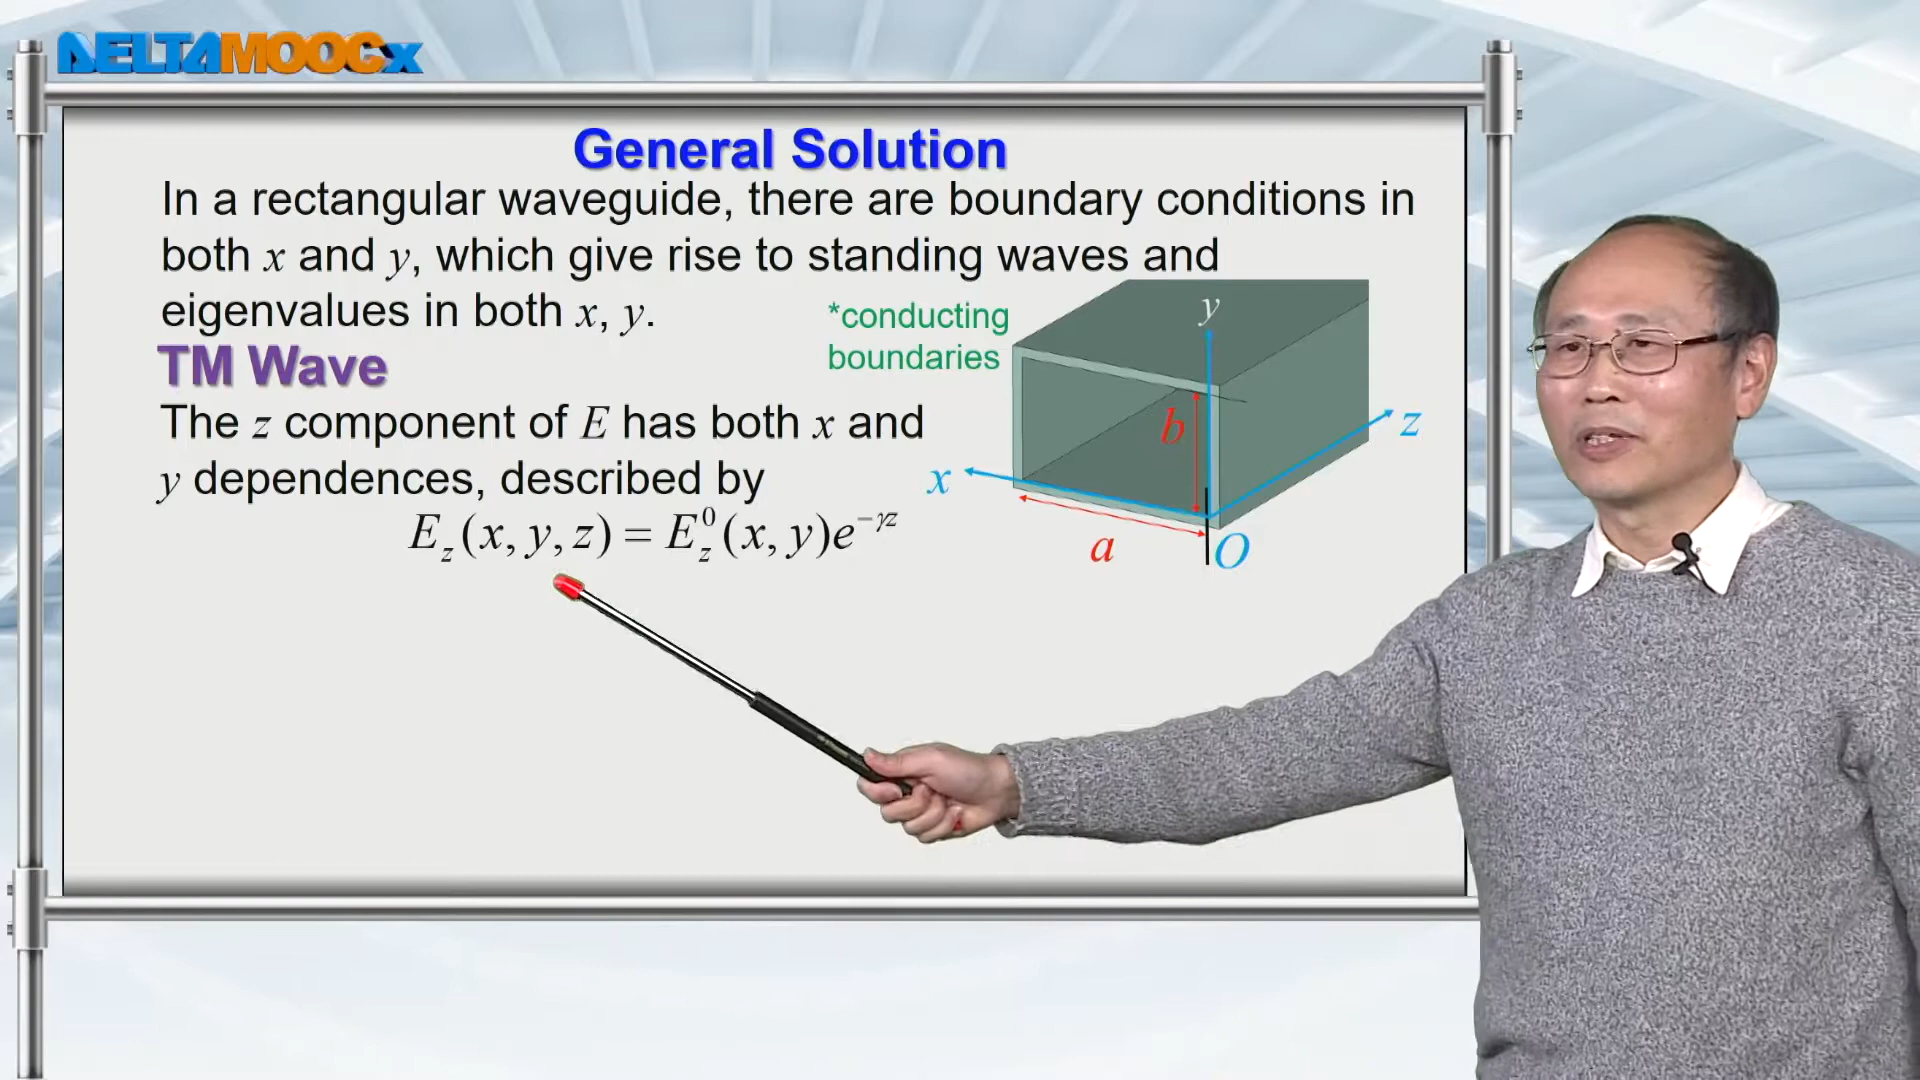 DELTAMOOCx
General Solution
In a rectangular waveguide, there are boundary conditions in
both x and y, which give rise to standing waves and
eigenvalues in both x, y.
*conducting
boundaries
TM Wave
The z component of E has both x and
y dependences, described by
E_z(x, y, z) = E_z^0(x, y)e^{-γz}
y
b
z
x
a
O